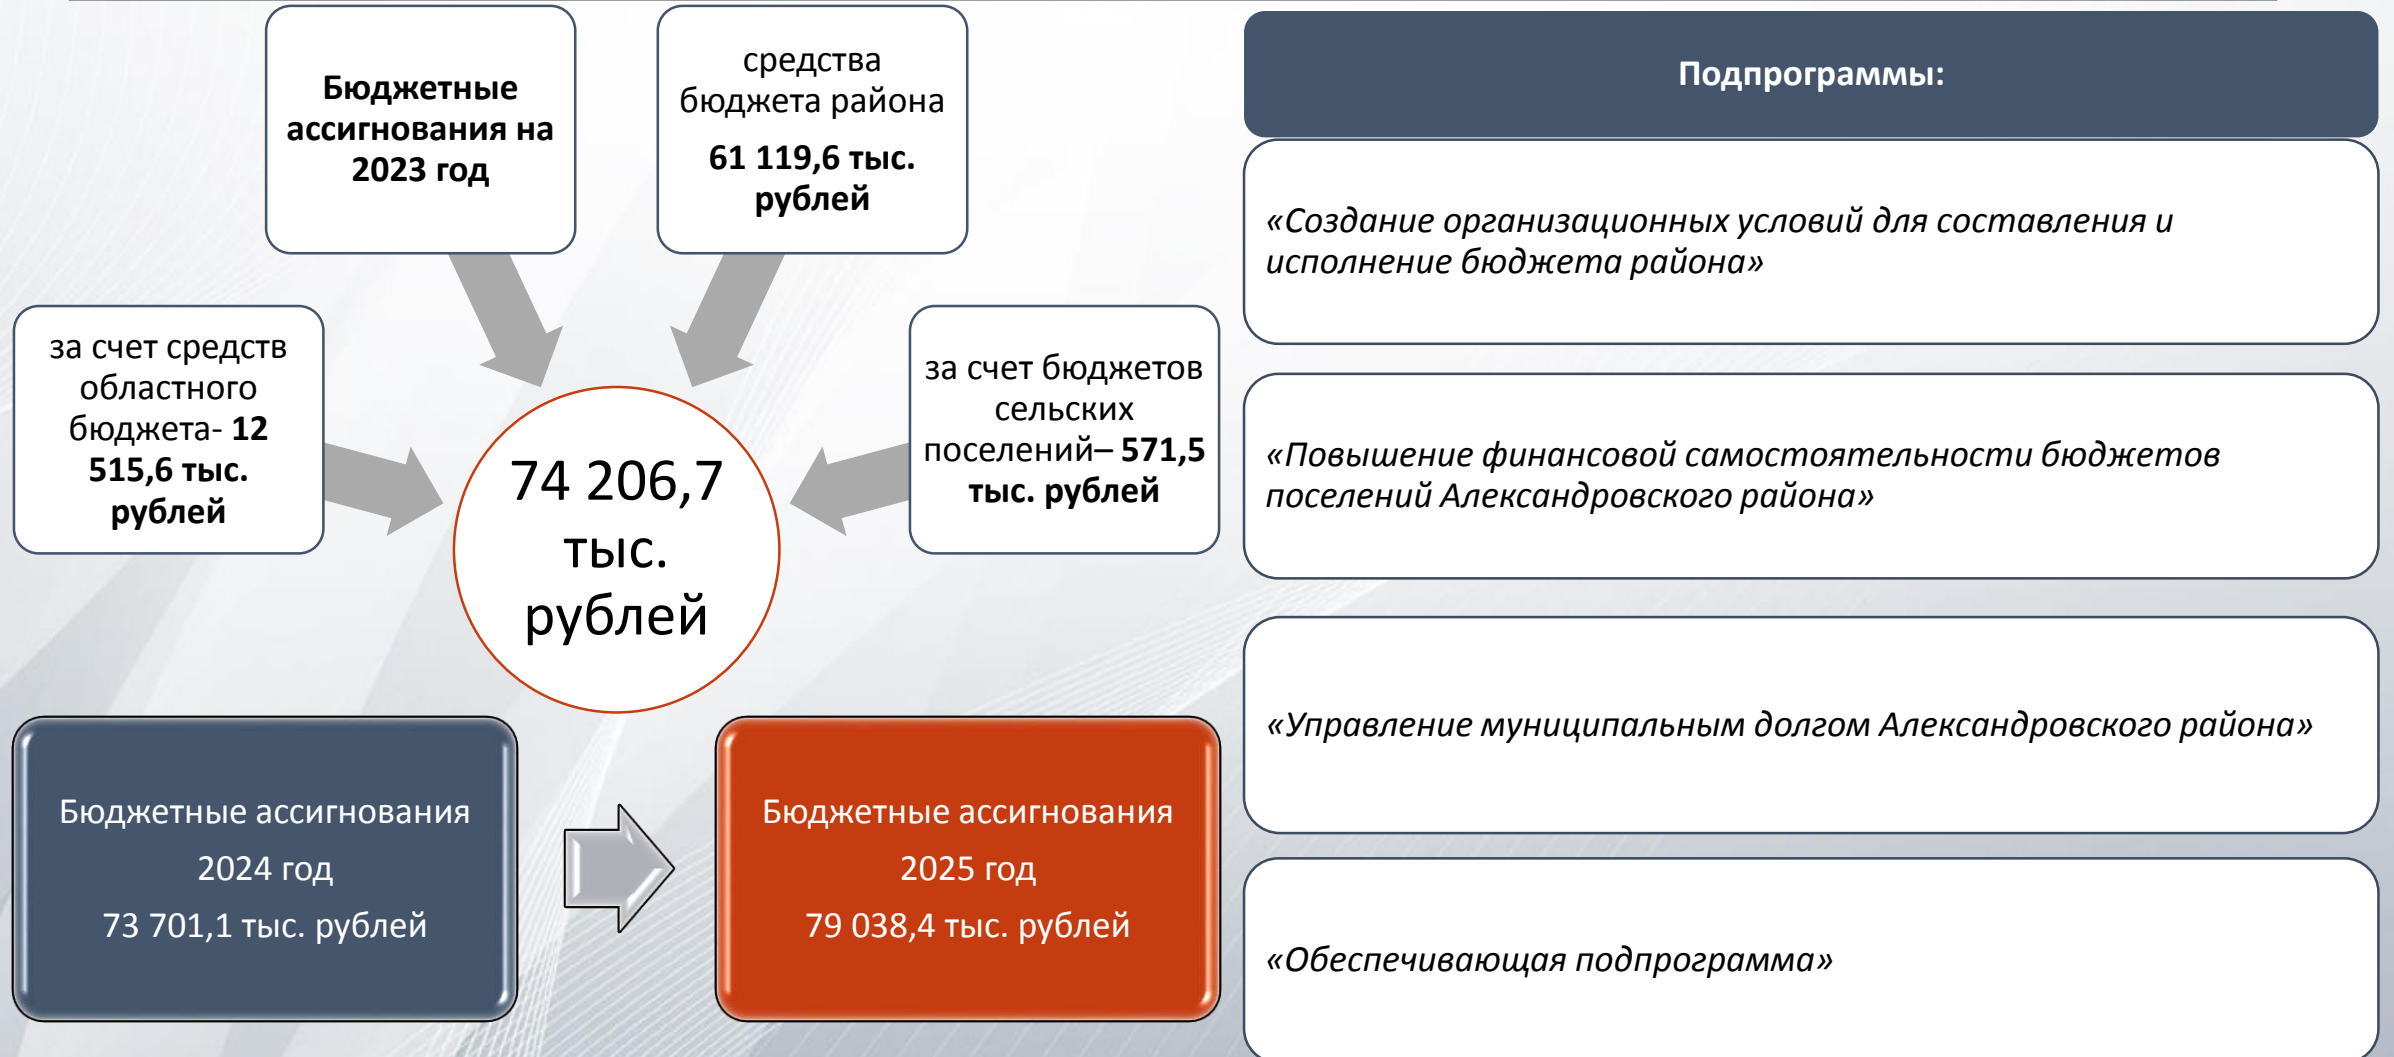 Бюджетные
ассигнования на
2023 год
средства
бюджета района
61 119,6 тыс.
рублей
за счет средств
областного
бюджета- 12
515,6 тыс.
рублей
за счет бюджетов
сельских
поселений– 571,5
тыс. рублей
74 206,7
тыс.
рублей
Бюджетные ассигнования
2024 год
73 701,1 тыс. рублей
Бюджетные ассигнования
2025 год
79 038,4 тыс. рублей
Подпрограммы:
«Создание организационных условий для составления и
исполнение бюджета района»
«Повышение финансовой самостоятельности бюджетов
поселений Александровского района»
«Управление муниципальным долгом Александровского района»
«Обеспечивающая подпрограмма»